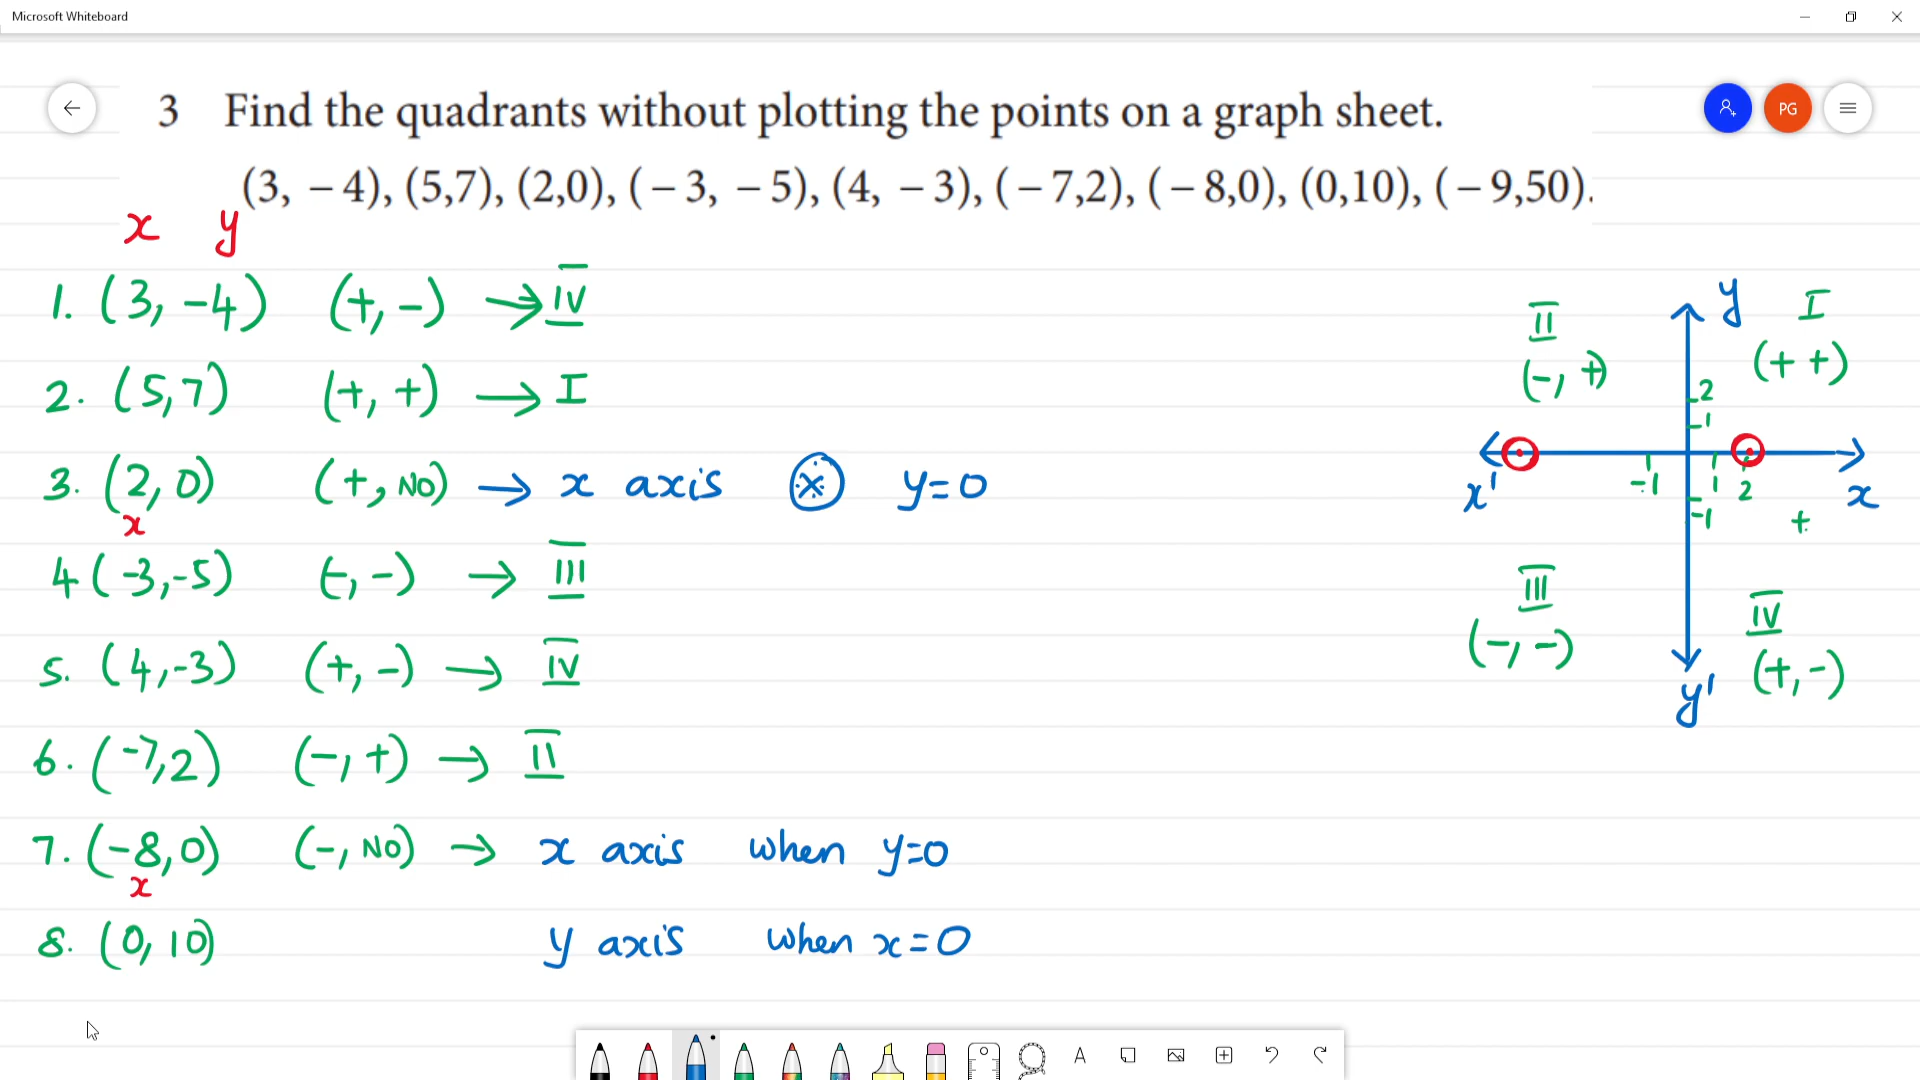 Microsoft Whiteboard
3 Find the quadrants without plotting the points on a graph sheet.
(3, – 4), (5,7), (2,0), ( – 3, – 5), (4, – 3), ( – 7,2), ( – 8,0), (0,10), ( – 9,50).
PG
x y
1. (3, -4) (+, -) → IV
2. (5,7) (+, +) → I
3. (2, 0) (+, NO) → x axis * y=0
x
4 (-3,-5) (-, -) → III
5. (4,-3) (+, -) → IV
6. (-7,2) (-, +) → II
7. (-8,0) (-, NO) → x axis when y=0
x
8. (0, 10) y axis when x=0
y
II I
(-, +) (+ +)
2
1
x' -1 1 2 x
-1 +
III IV
(-, -) (+, -)
y'
A